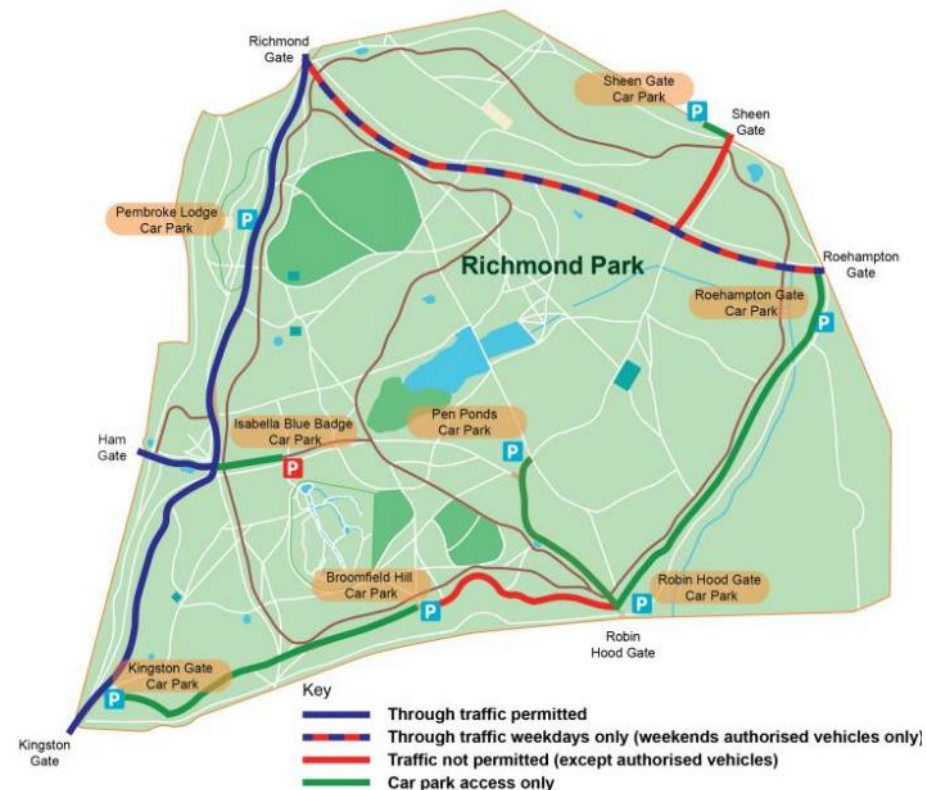 Richmond
Gate
Sheen Gate
Car Park
P
Sheen
Gate
Pembroke Lodge
Car Park
P
Richmond Park
Roehampton
Gate
Roehampton Gate
Car Park
P
Ham
Gate
Isabella Blue Badge
Car Park
P
Pen Ponds
Car Park
P
Broomfield Hill
Car Park
P
Robin Hood Gate
Car Park
P
Robin
Hood Gate
Kingston Gate
Car Park
P
Kingston
Gate
Key
Through traffic permitted
Through traffic weekdays only (weekends authorised vehicles only)
Traffic not permitted (except authorised vehicles)
Car park access only